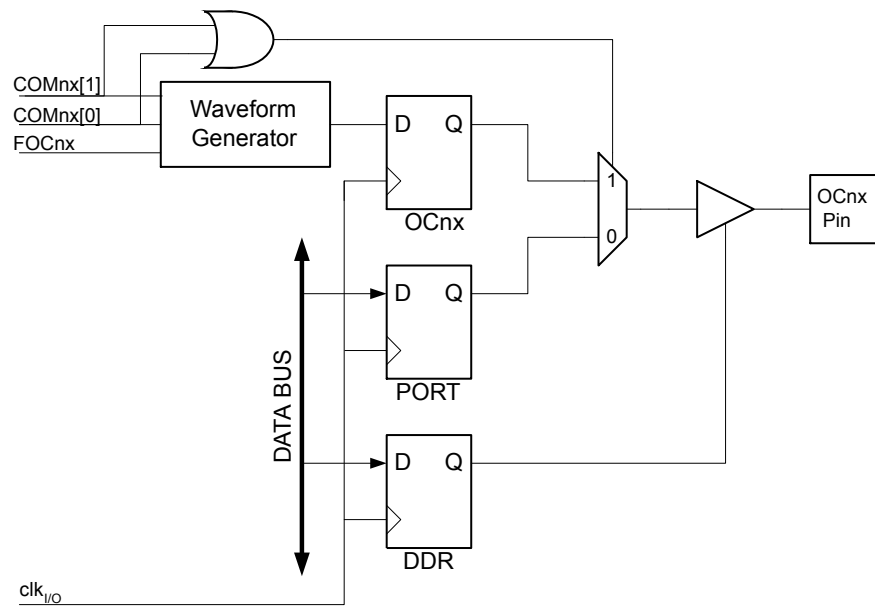 COMnx[1]
COMnx[0]
FOCnx
Waveform
Generator
D Q
OCnx
1
0
OCnx
Pin
D Q
PORT
DATA BUS
D Q
DDR
clkI/O